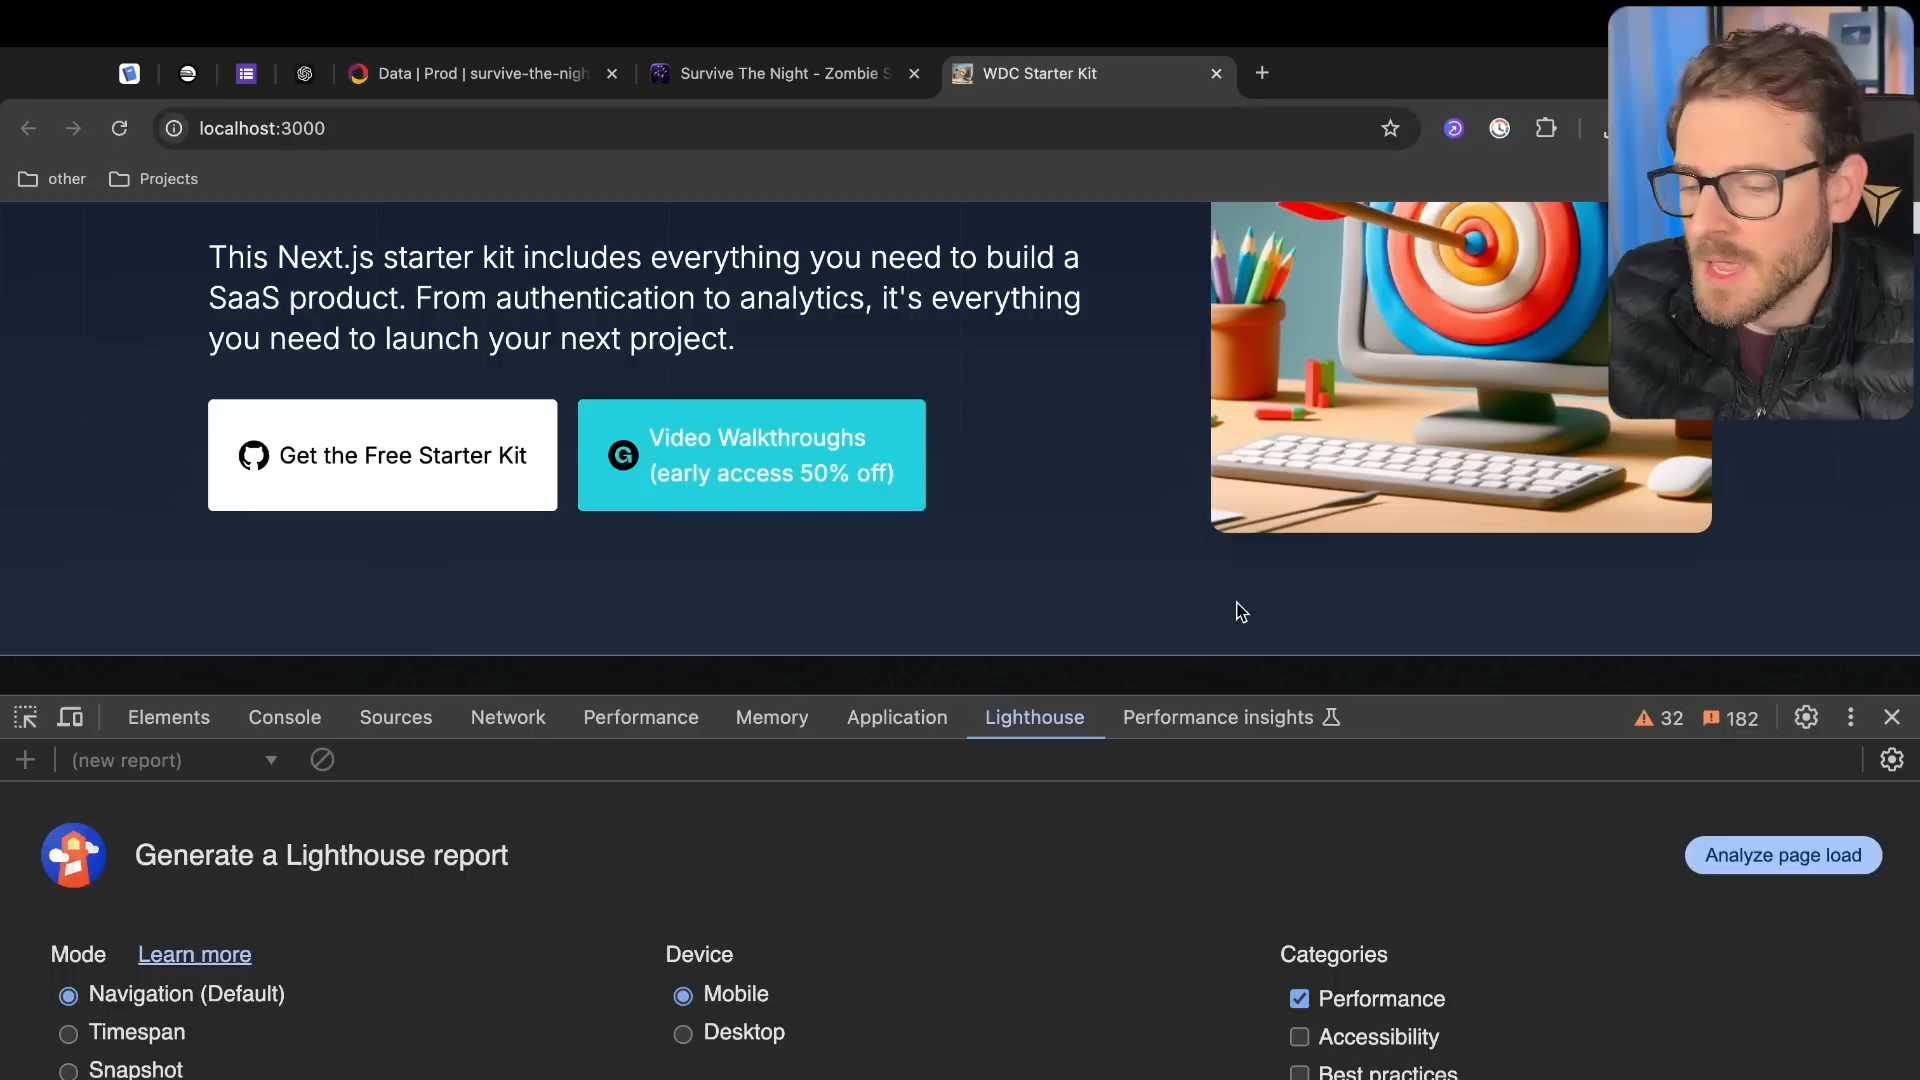 Data | Prod | survive-the-nigh
Survive The Night - Zombie S
WDC Starter Kit
localhost:3000
other
Projects
This Next.js starter kit includes everything you need to build a
SaaS product. From authentication to analytics, it's everything
you need to launch your next project.
Get the Free Starter Kit
G
Video Walkthroughs
(early access 50% off)
Elements
Console
Sources
Network
Performance
Memory
Application
Lighthouse
Performance insights
32
182
(new report)
Generate a Lighthouse report
Analyze page load
Mode
Learn more
Navigation (Default)
Timespan
Snapshot
Device
Mobile
Desktop
Categories
Performance
Accessibility
Best practices